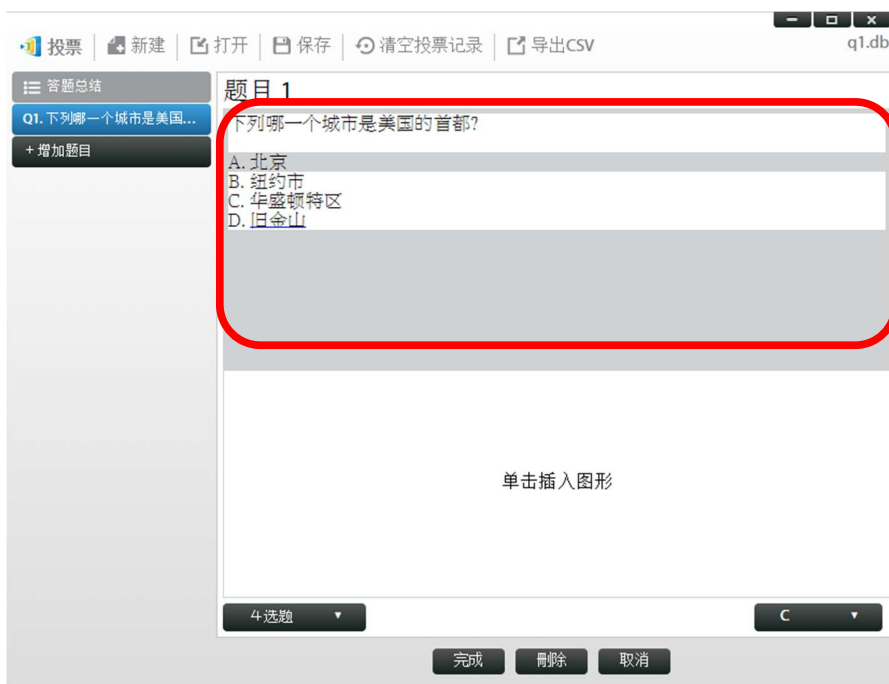 投票 新建 打开 保存 清空投票记录 导出CSV q1.db
答题总结
Q1.下列哪一个城市是美国...
+增加题目
题目 1
下列哪一个城市是美国的首都?
A. 北京
B. 纽约市
C. 华盛顿特区
D. 旧金山
单击插入图形
4选题 C
完成 刪除 取消